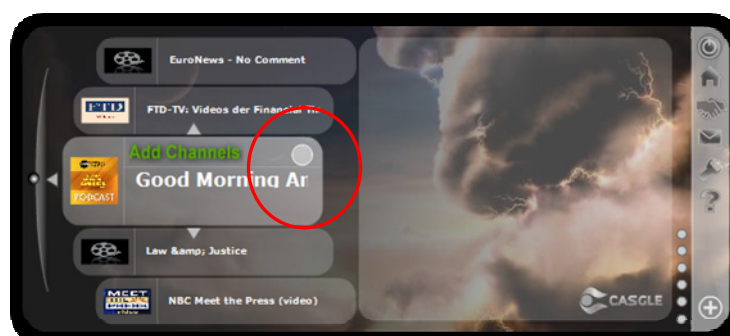 EuroNews - No Comment
FTD
FTD-TV: Videos der Financial
Add Channels
Good Morning Ar
PODCAST
Law &amp; Justice
MEET
THE
PRESS
NBC Meet the Press (video)
CASGLE